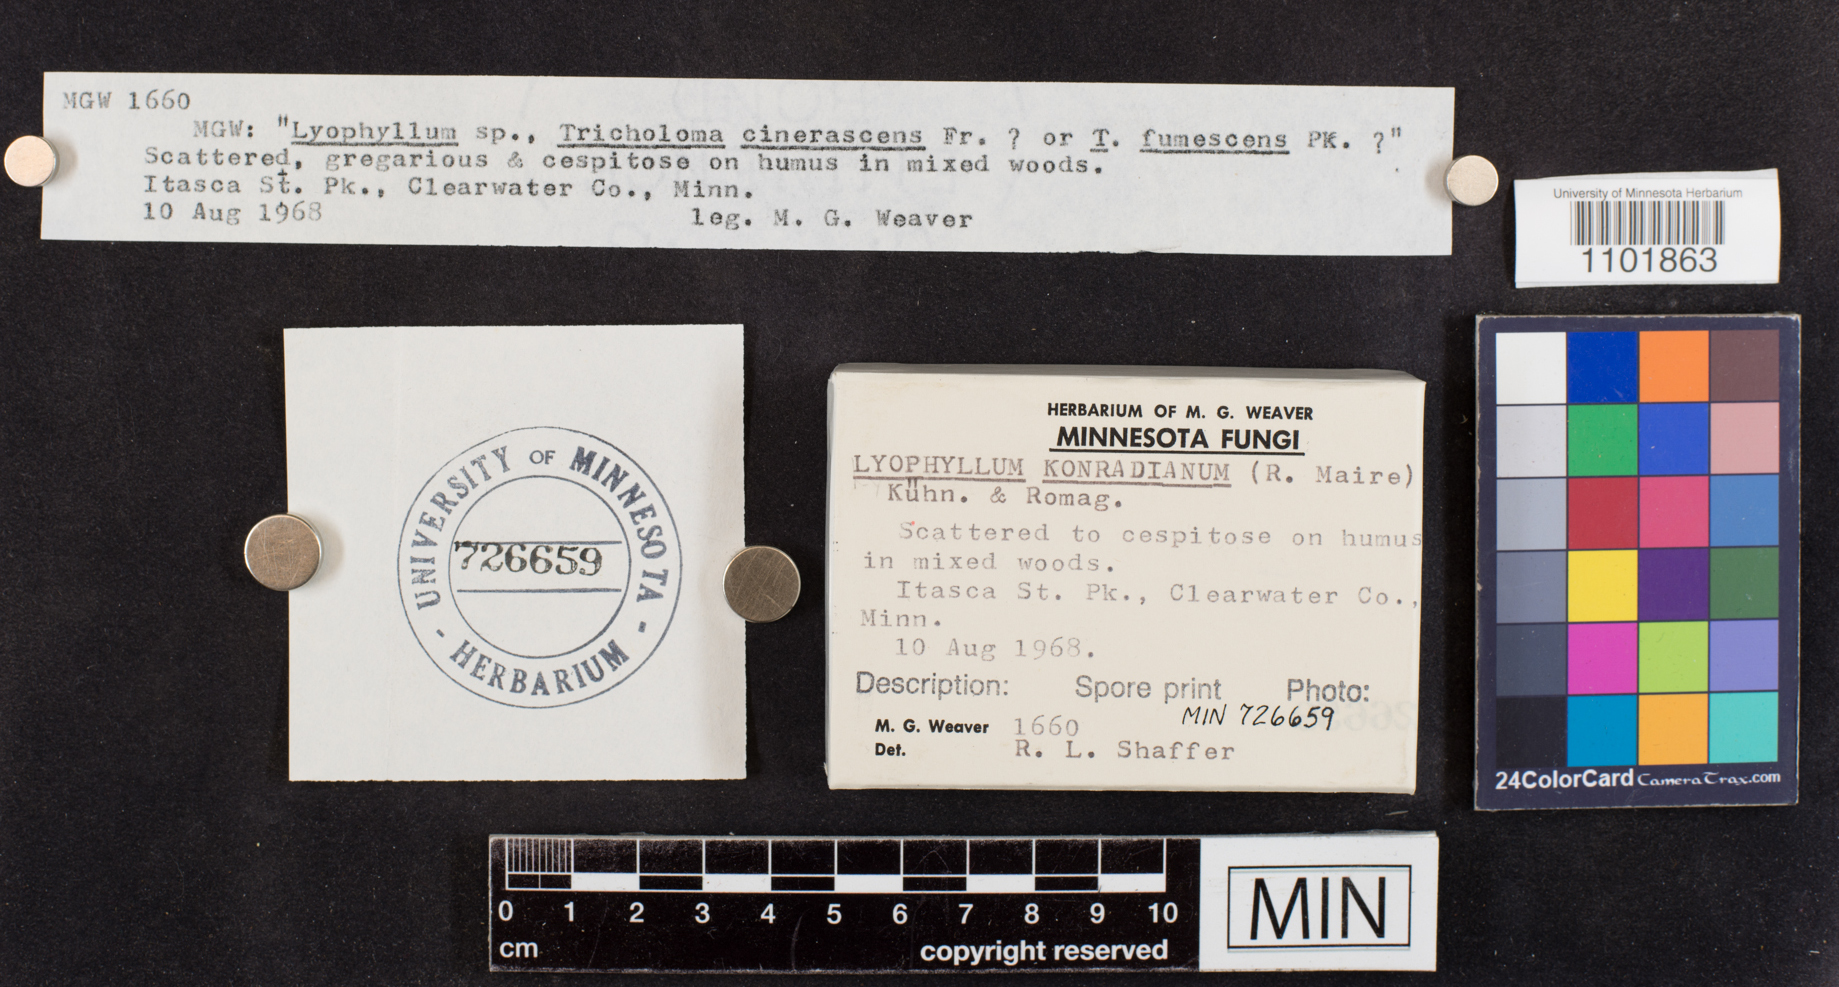 MGW 1660
MGW: "Lyophyllum sp., Tricholoma cinerascens Fr. ? or T. fumescens PK. ?"
Scattered, gregarious & cespitose on humus in mixed woods.
Itasca St. Pk., Clearwater Co., Minn.
10 Aug 1968 leg. M. G. Weaver
University of Minnesota Herbarium
1101863
UNIVERSITY OF MINNESOTA
726659
- HERBARIUM -
HERBARIUM OF M. G. WEAVER
MINNESOTA FUNGI
LYOPHYLLUM KONRADIANUM (R. Maire)
Kühn. & Romag.
Scattered to cespitose on humus
in mixed woods.
Itasca St. Pk., Clearwater Co.,
Minn.
10 Aug 1968.
Description: Spore print Photo:
MIN 726659
M. G. Weaver 1660
Det. R. L. Shaffer
24ColorCard CameraTrax.com
0 1 2 3 4 5 6 7 8 9 10
cm copyright reserved
MIN